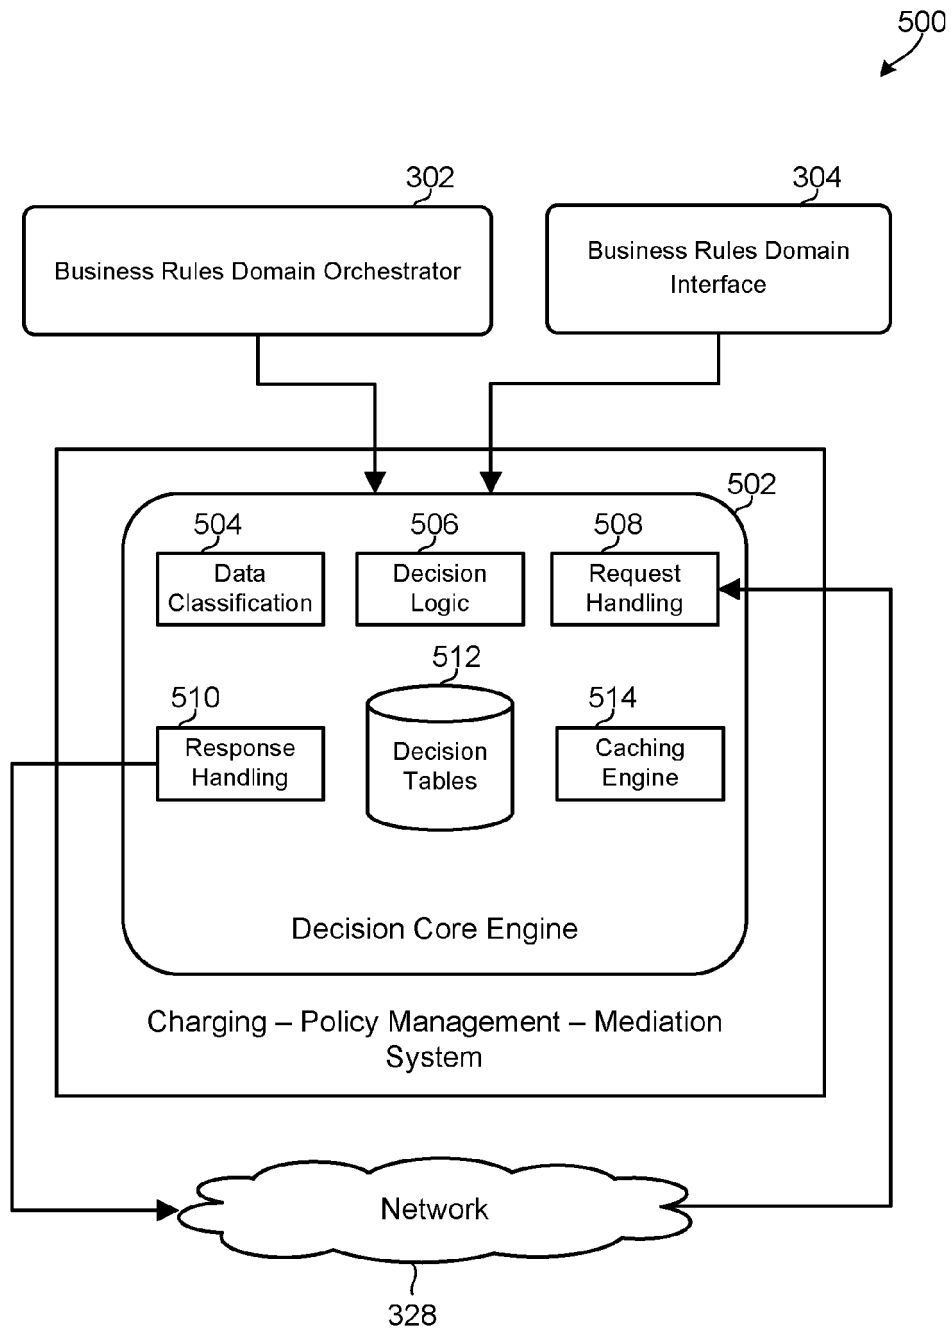 500
302
304
Business Rules Domain Orchestrator
Business Rules Domain
Interface
502
504
506
508
Data
Classification
Decision
Logic
Request
Handling
510
512
514
Response
Handling
Decision
Tables
Caching
Engine
Decision Core Engine
Charging – Policy Management – Mediation
System
Network
328